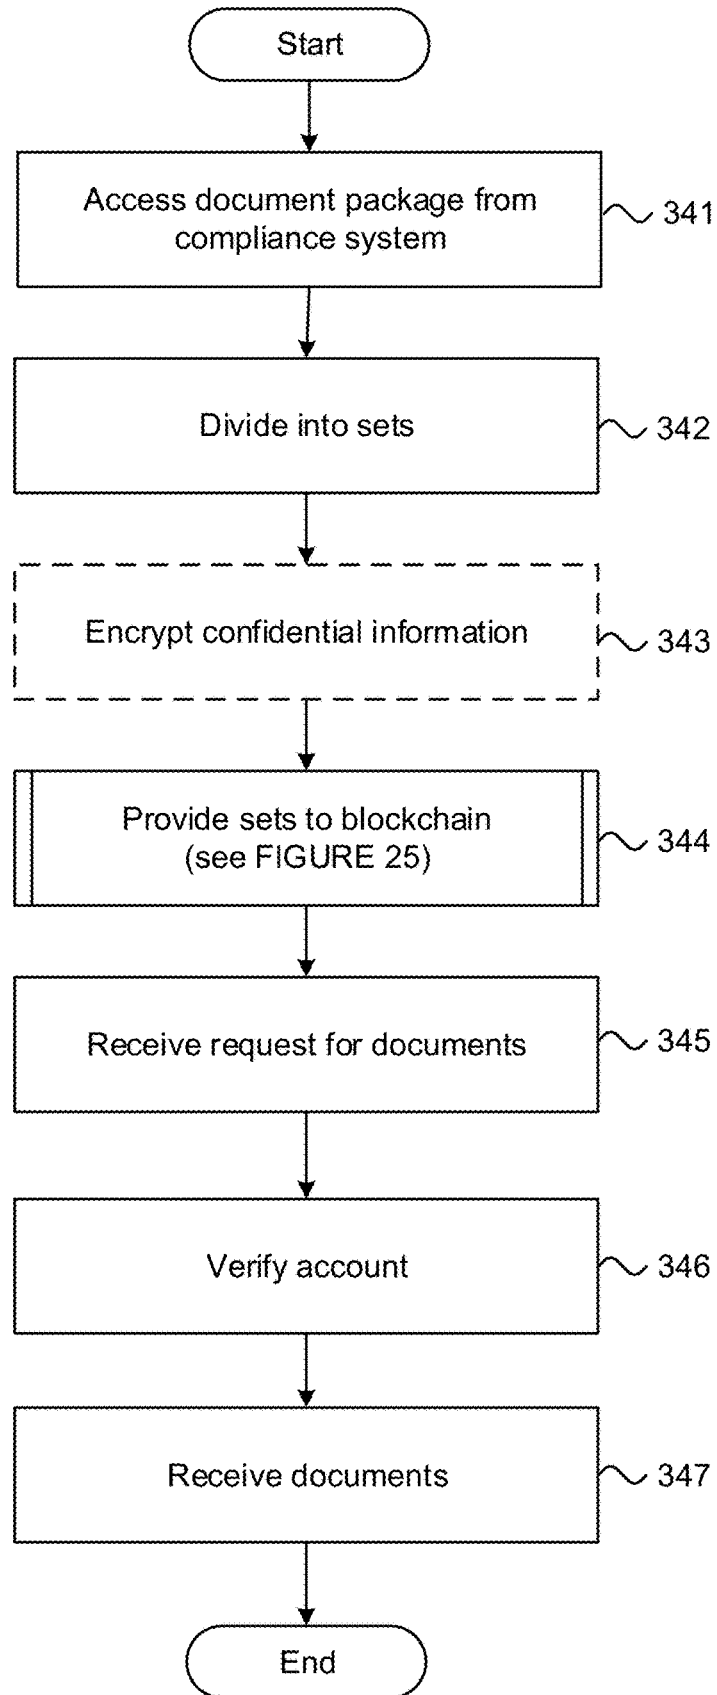 Start
Access document package from
compliance system
341
Divide into sets
342
Encrypt confidential information
343
Provide sets to blockchain
(see FIGURE 25)
344
Receive request for documents
345
Verify account
346
Receive documents
347
End